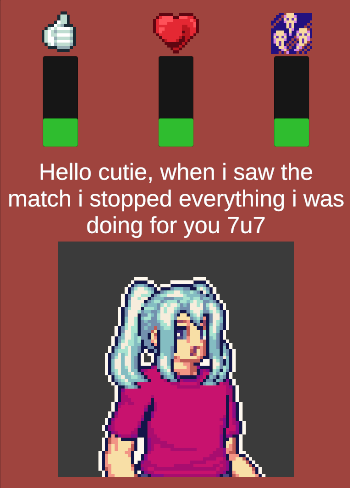 Hello cutie, when i saw the
match i stopped everything i was
doing for you 7u7